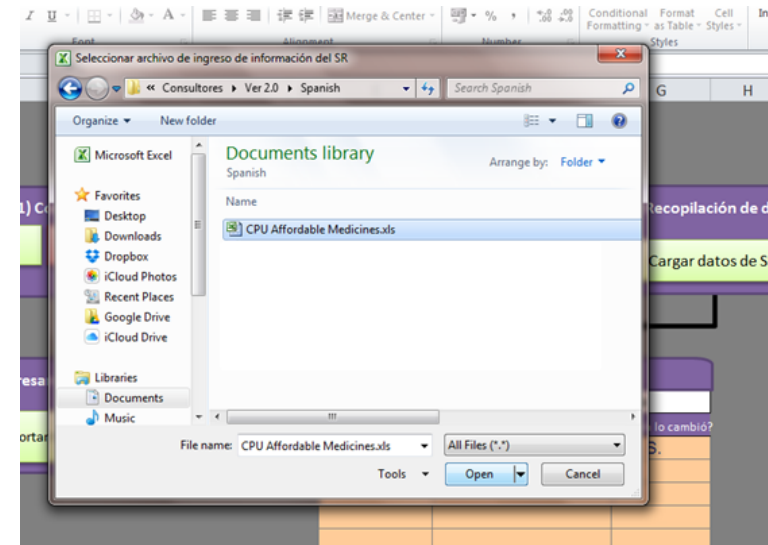 I U A
Merge & Center
% ,
Conditional Format Cell
Formatting as Table Styles
Font Alignment Number Styles
Seleccionar archivo de ingreso de información del SR
« Consultores Ver 2.0 Spanish
Search Spanish
G H
Organize New folder
Microsoft Excel
Favorites
Desktop
Downloads
Dropbox
iCloud Photos
Recent Places
Google Drive
iCloud Drive
Libraries
Documents
Music
Documents library
Spanish
Arrange by: Folder
Name
CPU Affordable Medicines.xls
1) Recopilación de d
Cargar datos de S
lo cambió?
S.
File name: CPU Affordable Medicines.xls All Files (*.*)
Tools Open Cancel